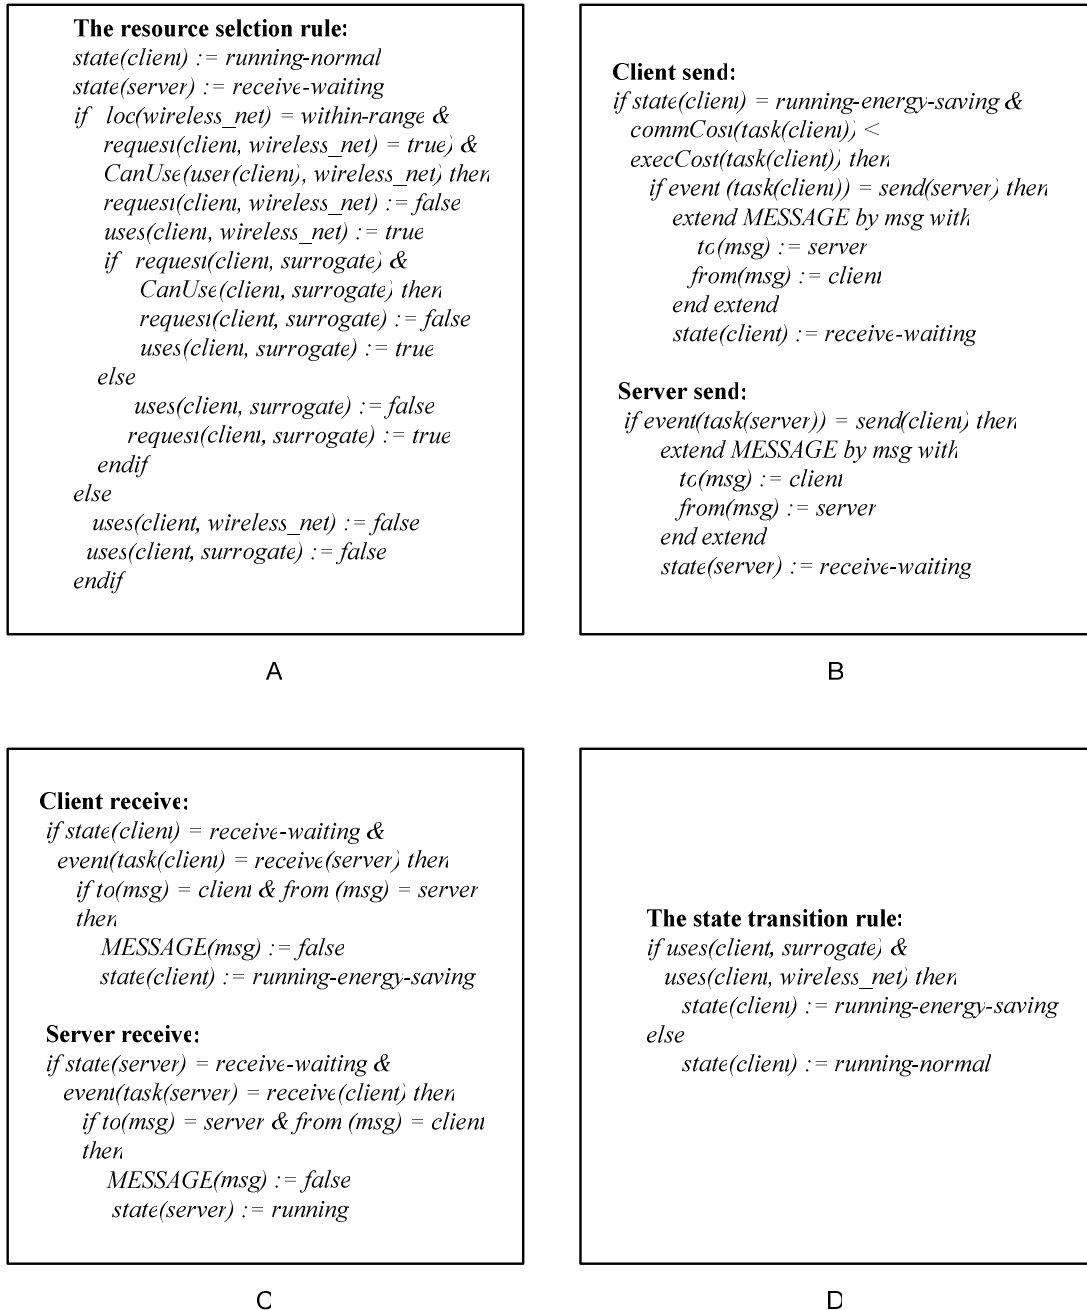 The resource selction rule:
state(client) := running-normal
state(server) := receive-waiting
if loc(wireless_net) = within-range &
request(client, wireless_net) = true) &
CanUse(user(client), wireless_net) then
request(client, wireless_net) := false
uses(client, wireless_net) := true
if request(client, surrogate) &
CanUse(client, surrogate) then
request(client, surrogate) := false
uses(client, surrogate) := true
else
uses(client, surrogate) := false
request(client, surrogate) := true
endif
else
uses(client, wireless_net) := false
uses(client, surrogate) := false
endif
A
Client send:
if state(client) = running-energy-saving &
commCost(task(client)) <
execCost(task(client)) then
if event (task(client)) = send(server) then
extend MESSAGE by msg with
to(msg) := server
from(msg) := client
end extend
state(client) := receive-waiting
Server send:
if event(task(server)) = send(client) then
extend MESSAGE by msg with
to(msg) := client
from(msg) := server
end extend
state(server) := receive-waiting
B
Client receive:
if state(client) = receive-waiting &
event(task(client) = receive(server) then
if to(msg) = client & from (msg) = server
then
MESSAGE(msg) := false
state(client) := running-energy-saving
Server receive:
if state(server) = receive-waiting &
event(task(server) = receive(client) then
if to(msg) = server & from (msg) = client
then
MESSAGE(msg) := false
state(server) := running
C
The state transition rule:
if uses(client, surrogate) &
uses(client, wireless_net) then
state(client) := running-energy-saving
else
state(client) := running-normal
D